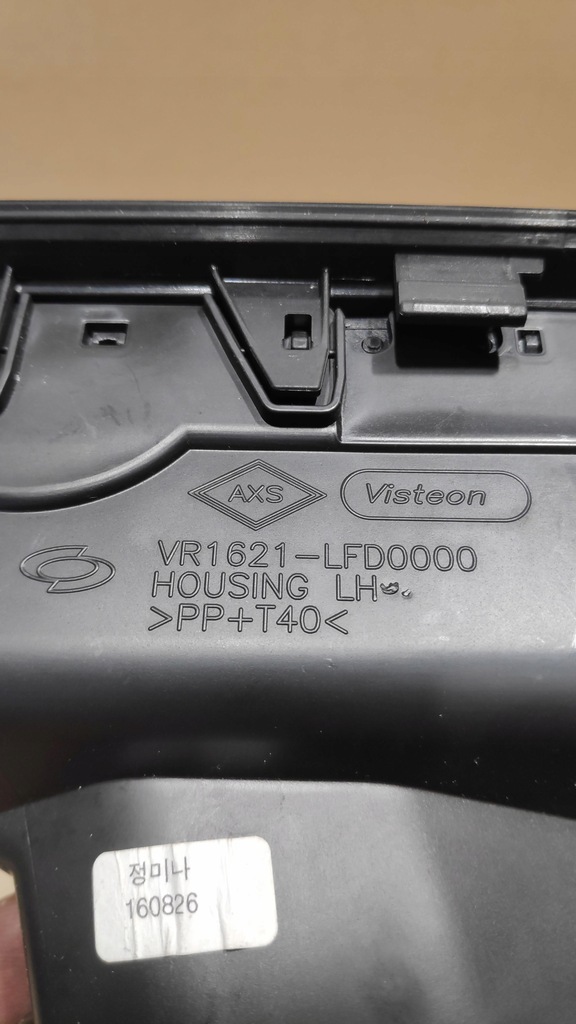 AXS Visteon
VR1621-LFD0000
HOUSING LH
>PP+T40<
정미나
160826